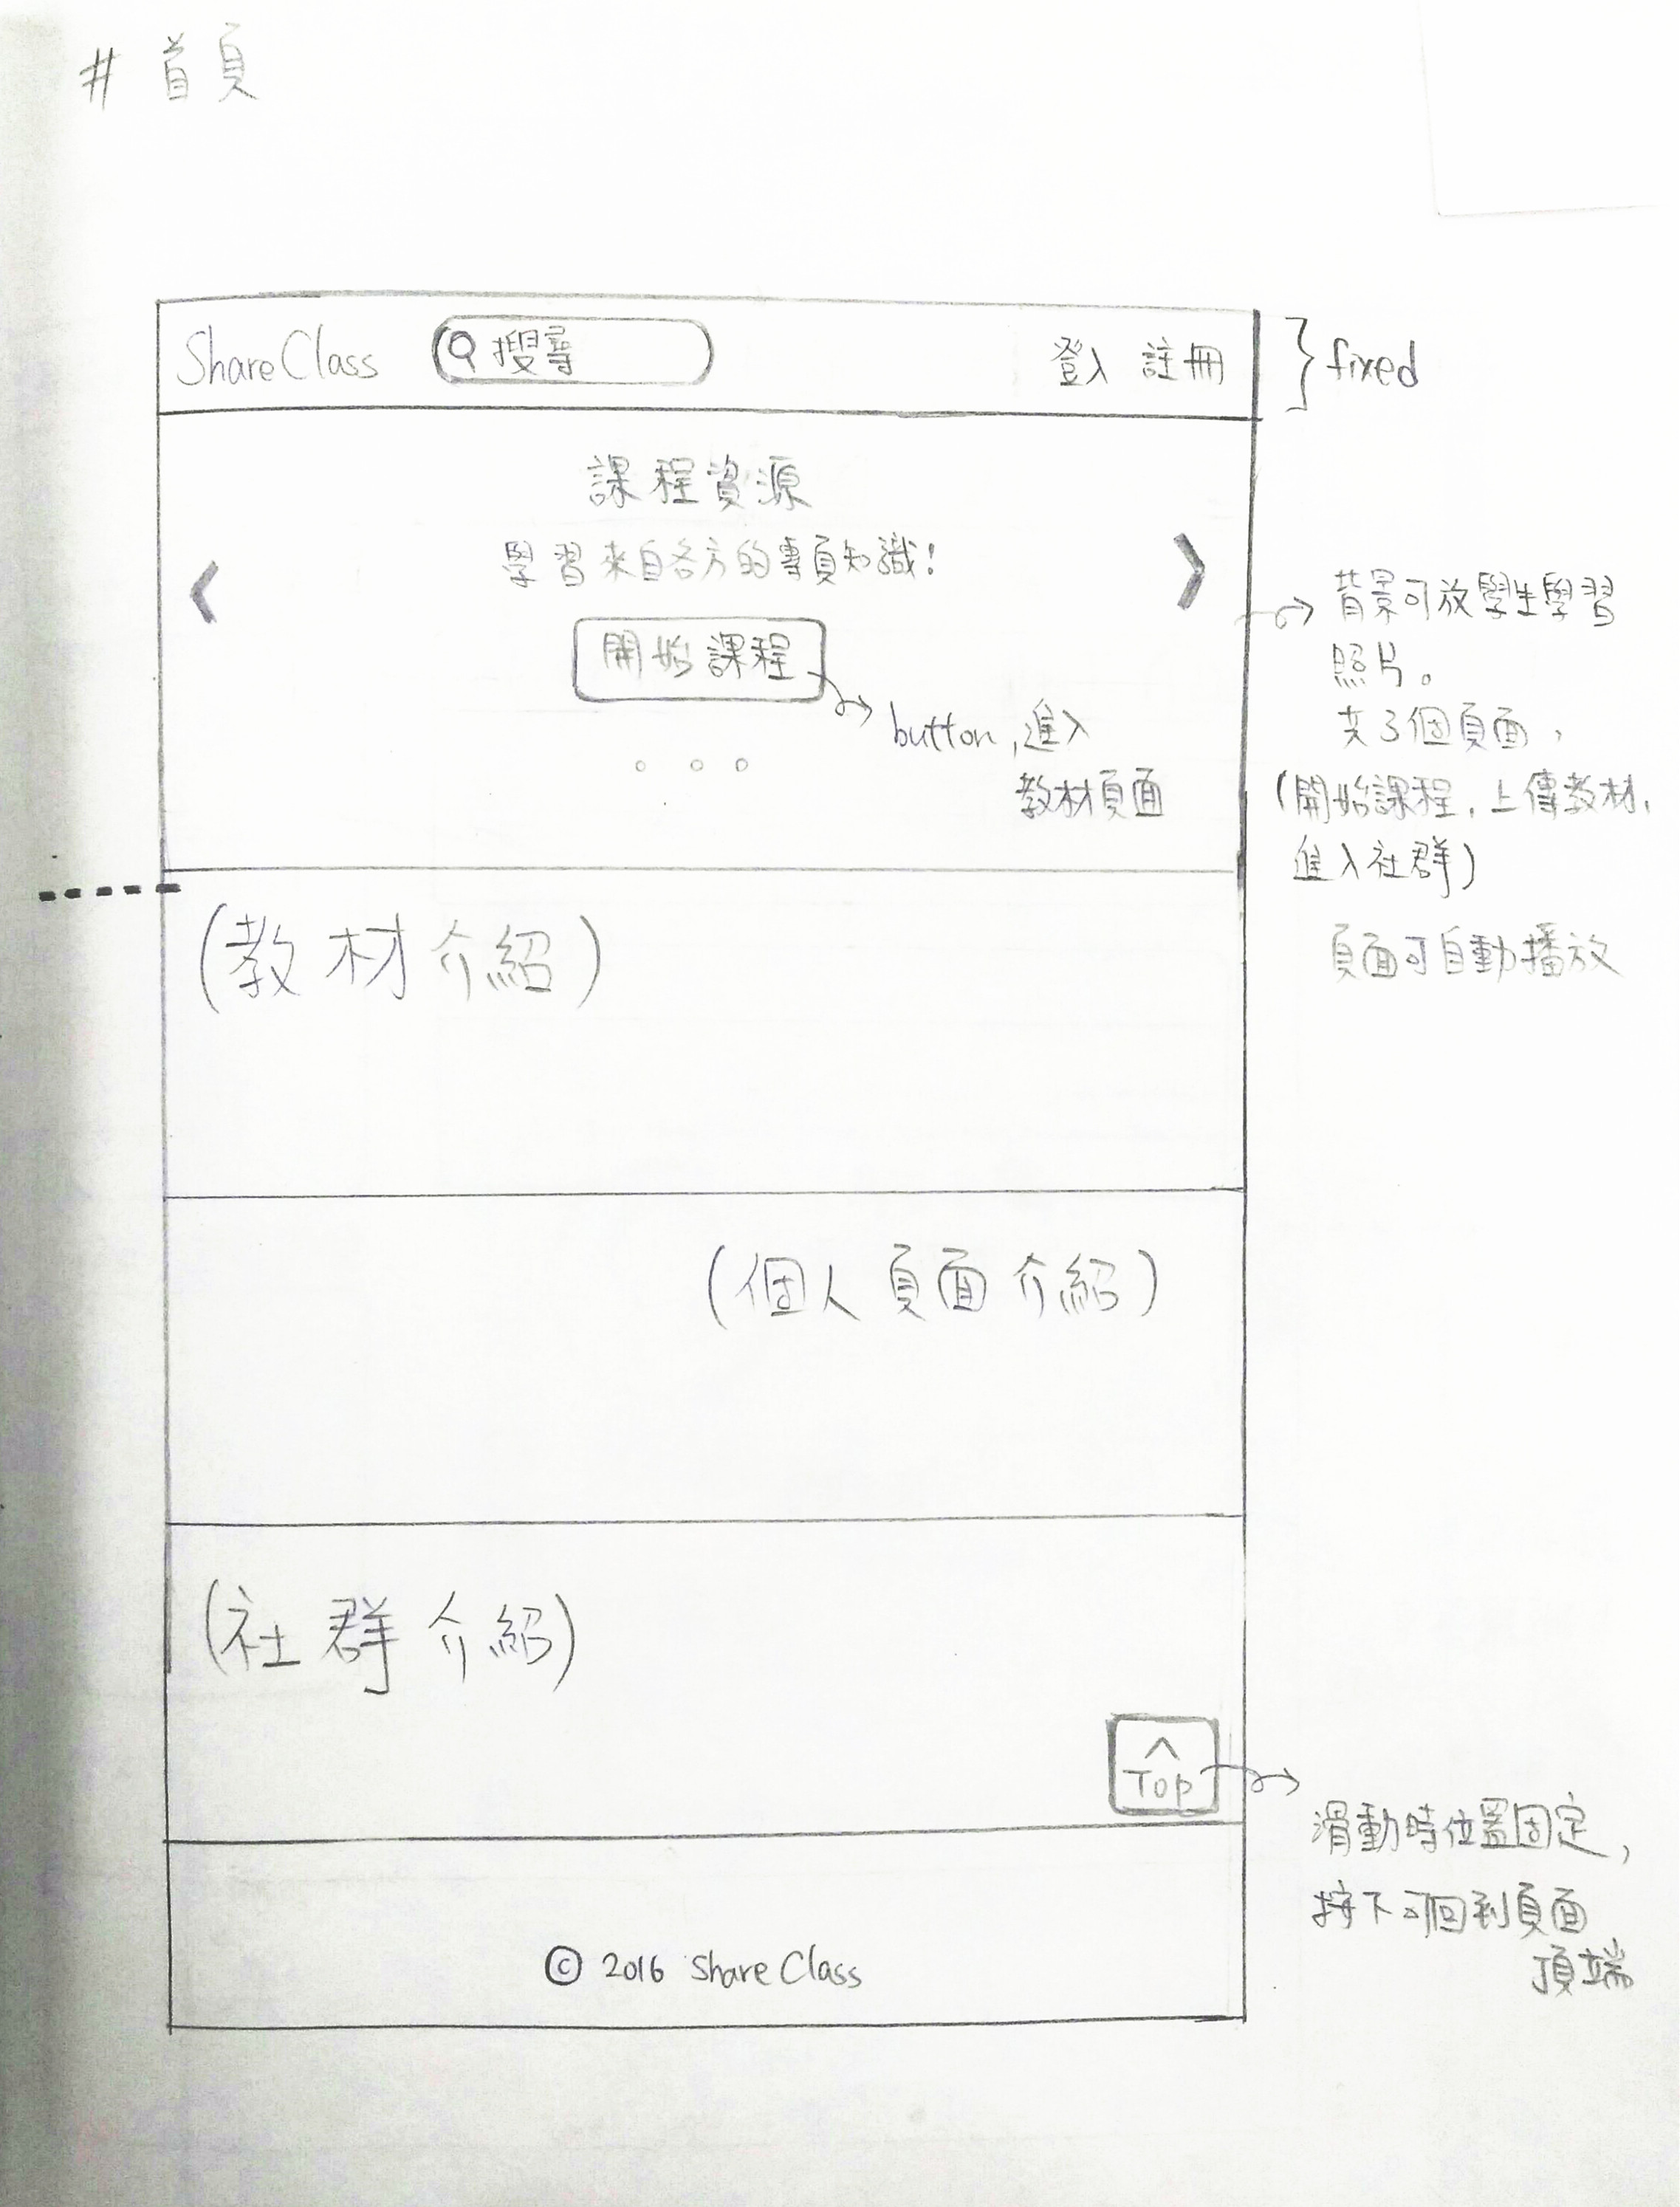 # 首頁
ShareClass 搜尋 登入 註冊
fixed
課程資源
學習來自各方的專頁知識!
開始課程
button, 進入
教材頁面
背景可放學生學習
照片。
共3個頁面,
(開始課程, 上傳教材,
進入社群)
頁面可自動播放
(教材介紹)
(個人頁面介紹)
(社群介紹)
Top
滑動時位置固定,
按下可回到頁面
頂端
© 2016 ShareClass